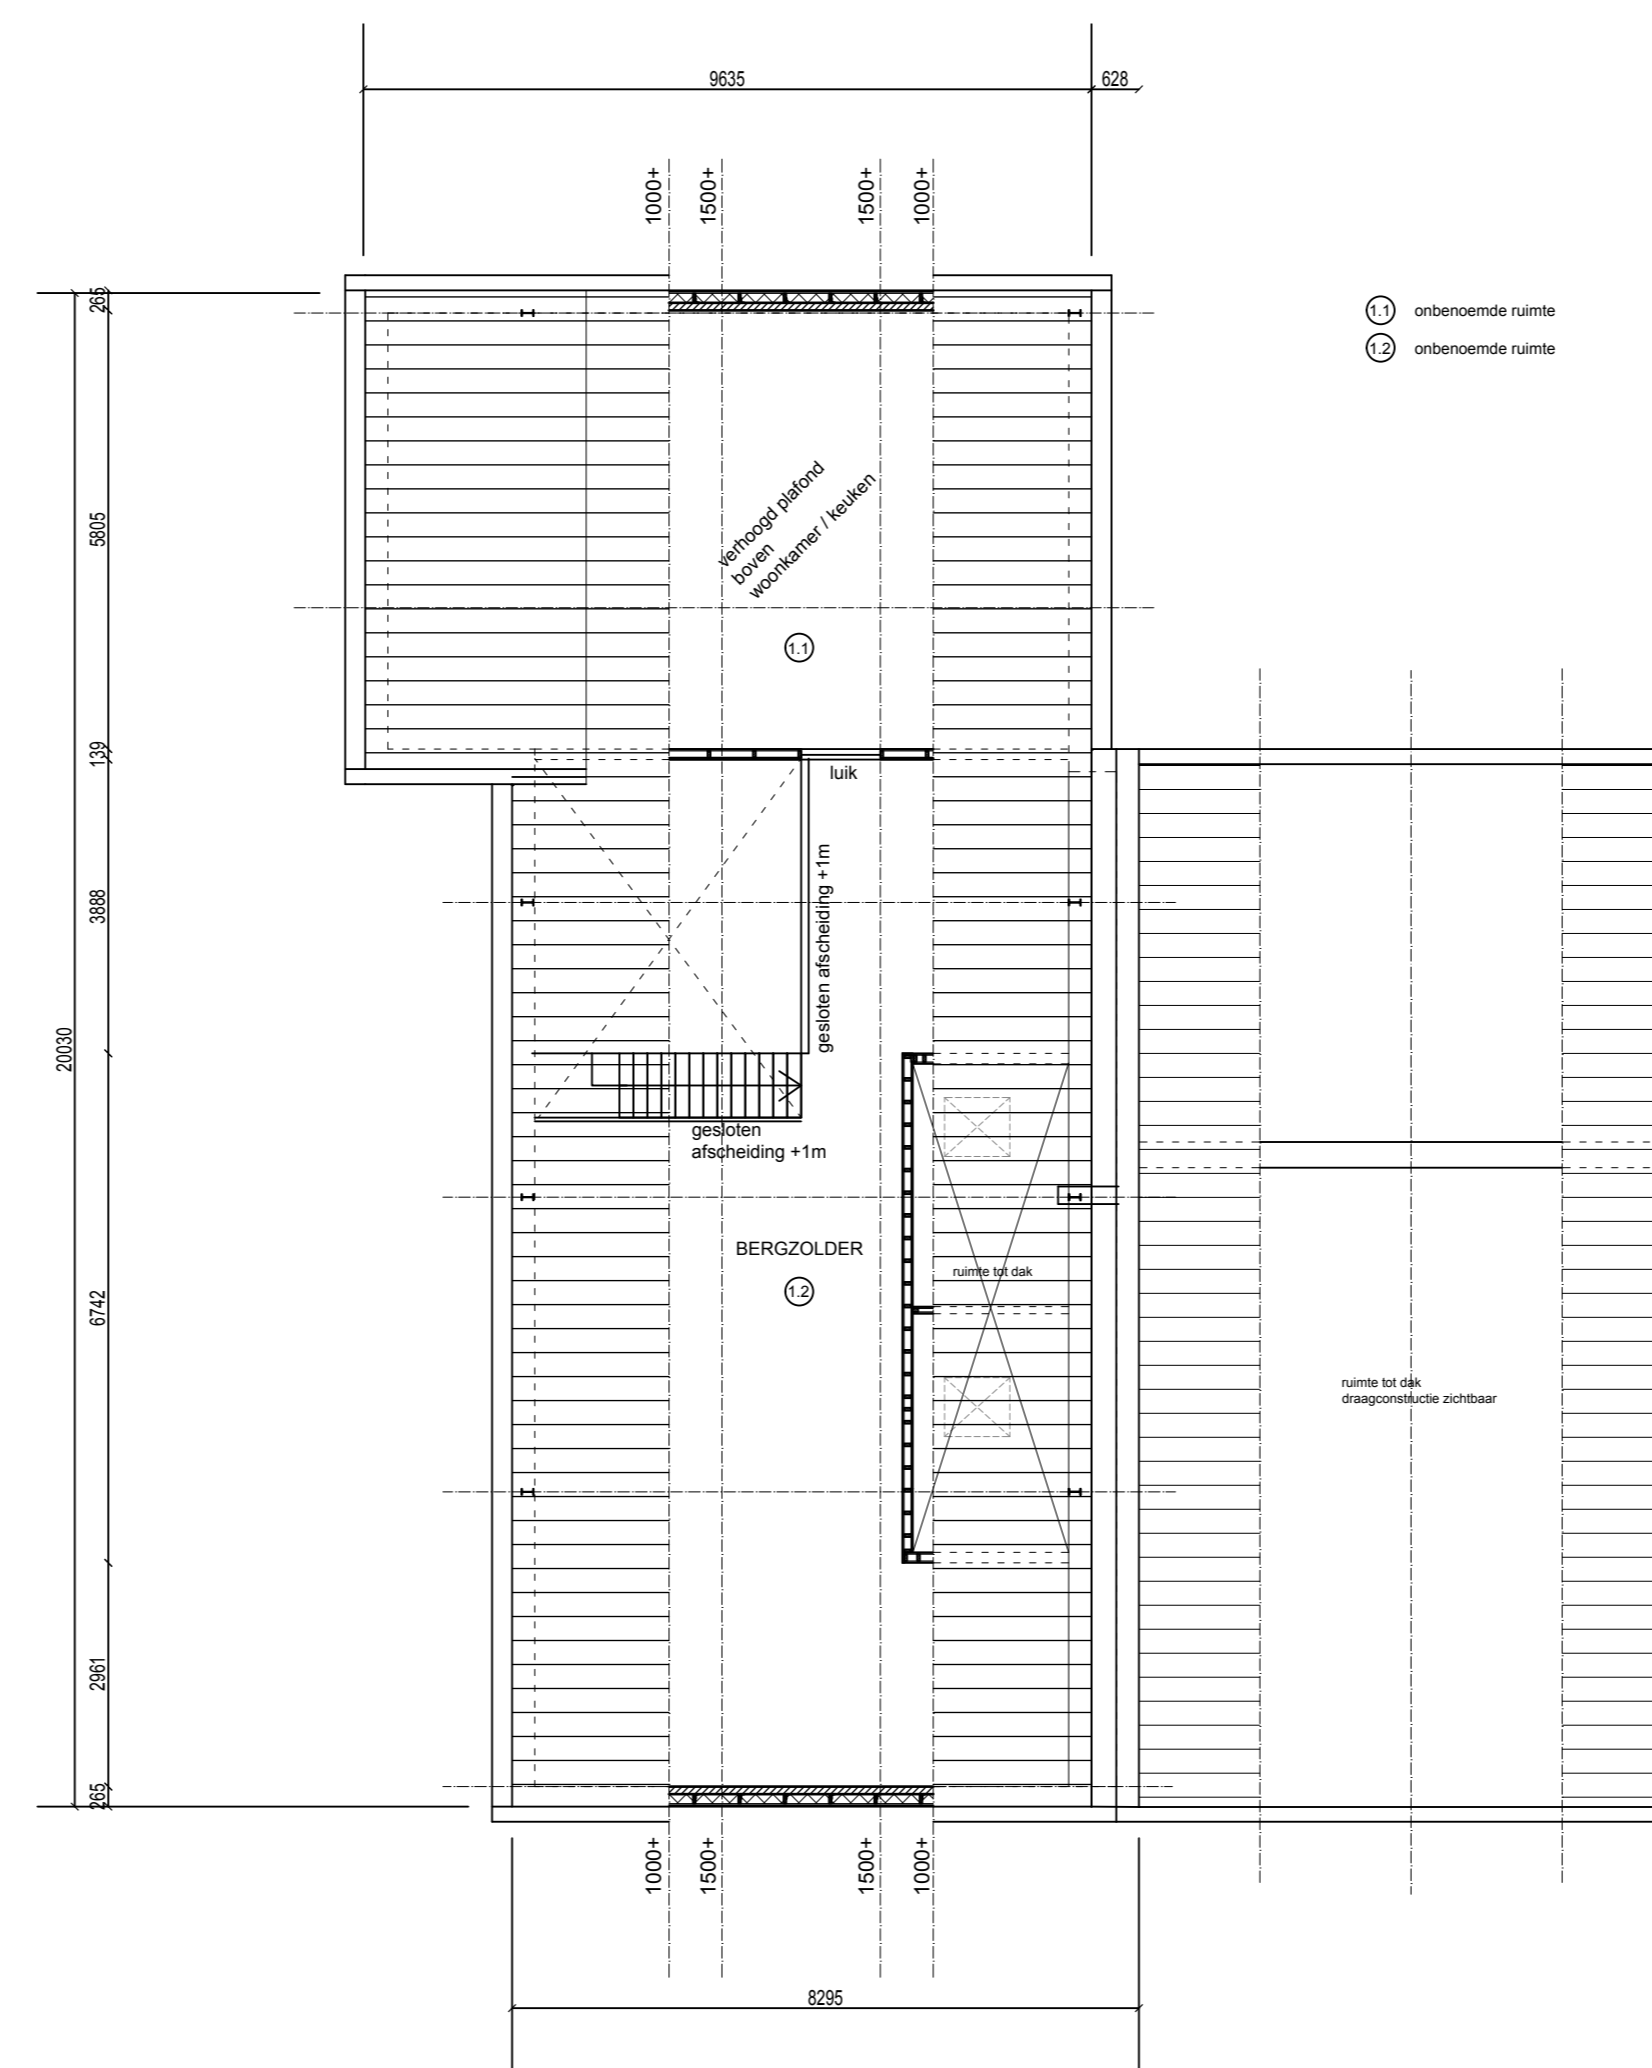 9635
628
1000+
1500+
1500+
1000+
265
1.1 onbenoemde ruimte
1.2 onbenoemde ruimte
verhoogd plafond
boven
woonkamer / keuken
5805
1.1
139
luik
gesloten afscheiding +1m
3888
20030
gesloten
afscheiding +1m
BERGZOLDER
1.2
ruimte tot dak
6742
ruimte tot dak
draagconstructie zichtbaar
2961
265
1000+
1500+
1500+
1000+
8295